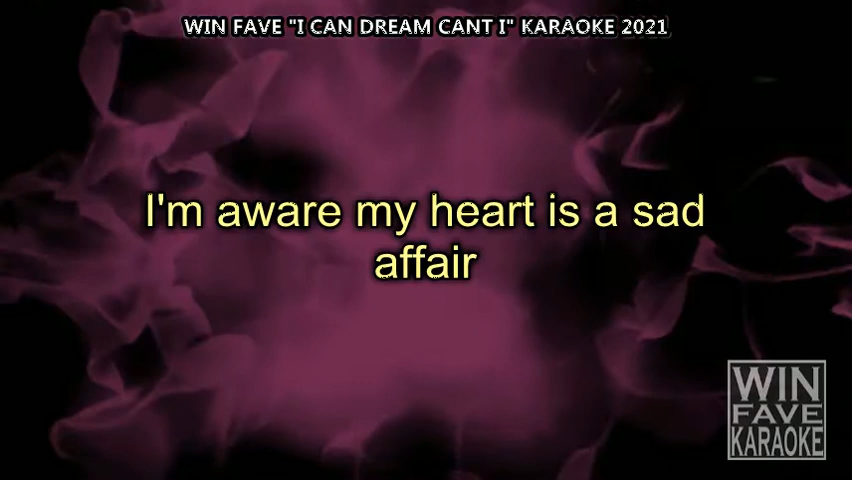 WIN FAVE "I CAN DREAM CANT I" KARAOKE 2021
I'm aware my heart is a sad
affair
WIN
FAVE
KARAOKE